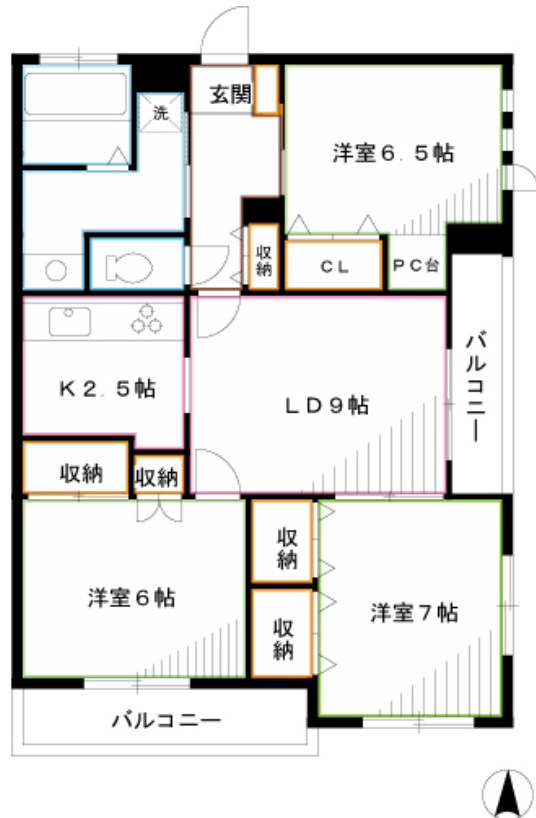 玄関
洗
洋室6.5帖
収納
CL
PC台
バルコニー
K2.5帖
LD9帖
収納
収納
洋室6帖
収納
収納
洋室7帖
バルコニー